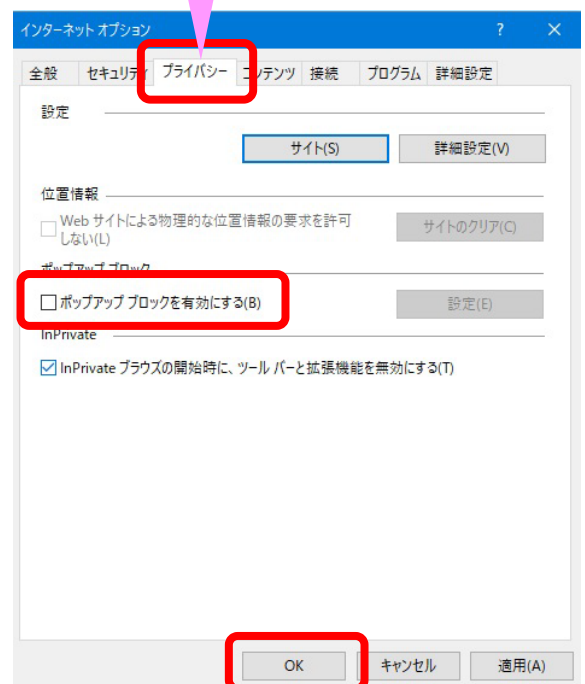 インターネット オプション ? ×
全般 セキュリティ プライバシー コンテンツ 接続 プログラム 詳細設定
設定
サイト(S) 詳細設定(V)
位置情報
Web サイトによる物理的な位置情報の要求を許可
しない(L)
サイトのクリア(C)
ポップアップ ブロック
ポップアップ ブロックを有効にする(B) 設定(E)
InPrivate
InPrivate ブラウズの開始時に、ツール バーと拡張機能を無効にする(T)
OK キャンセル 適用(A)